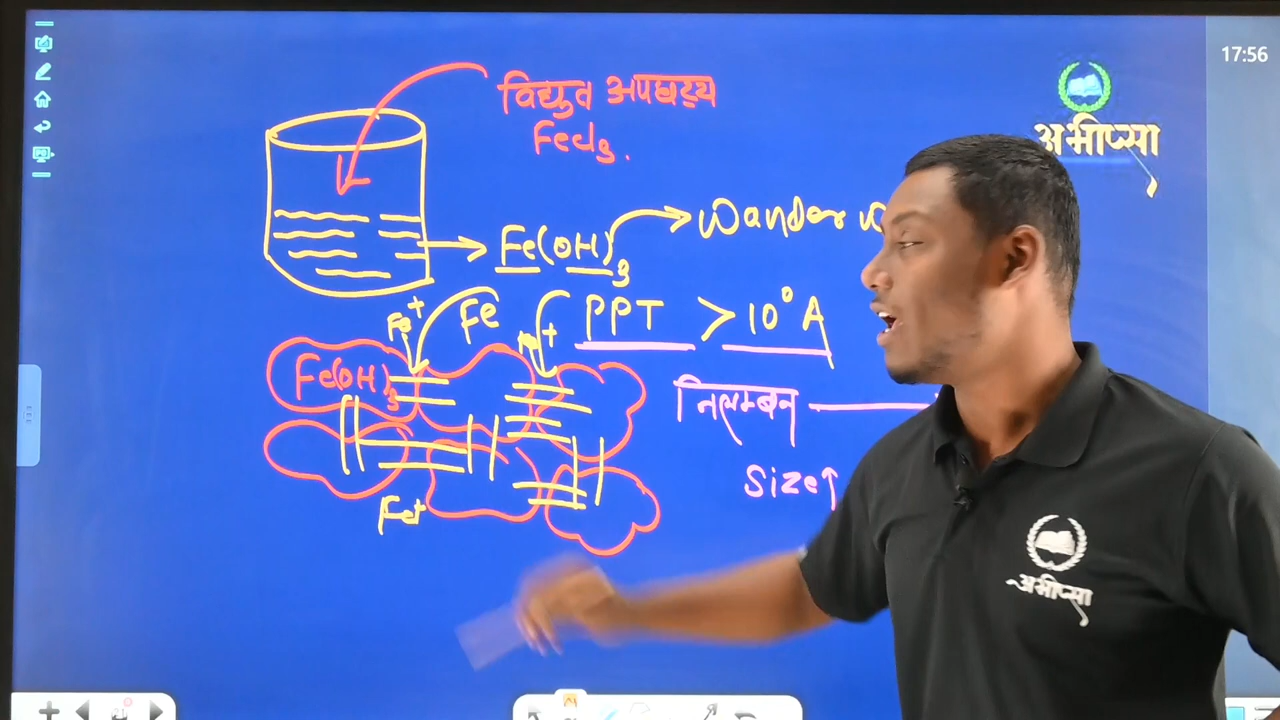 17:56
अभीप्सा
विद्युत अपघट्य
FeCl3.
Fe(OH)3
Wander W
Fe+
Fe
PPT > 10°A
Fe(OH)3
निलम्बन
Size↑
Fe+
अभीप्सा